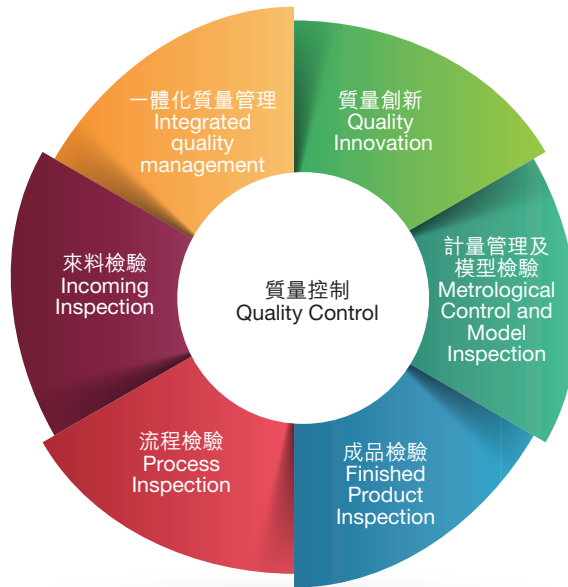 一體化質量管理
Integrated
quality
management
質量創新
Quality
Innovation
來料檢驗
Incoming
Inspection
質量控制
Quality Control
計量管理及
模型檢驗
Metrological
Control and
Model
Inspection
流程檢驗
Process
Inspection
成品檢驗
Finished
Product
Inspection